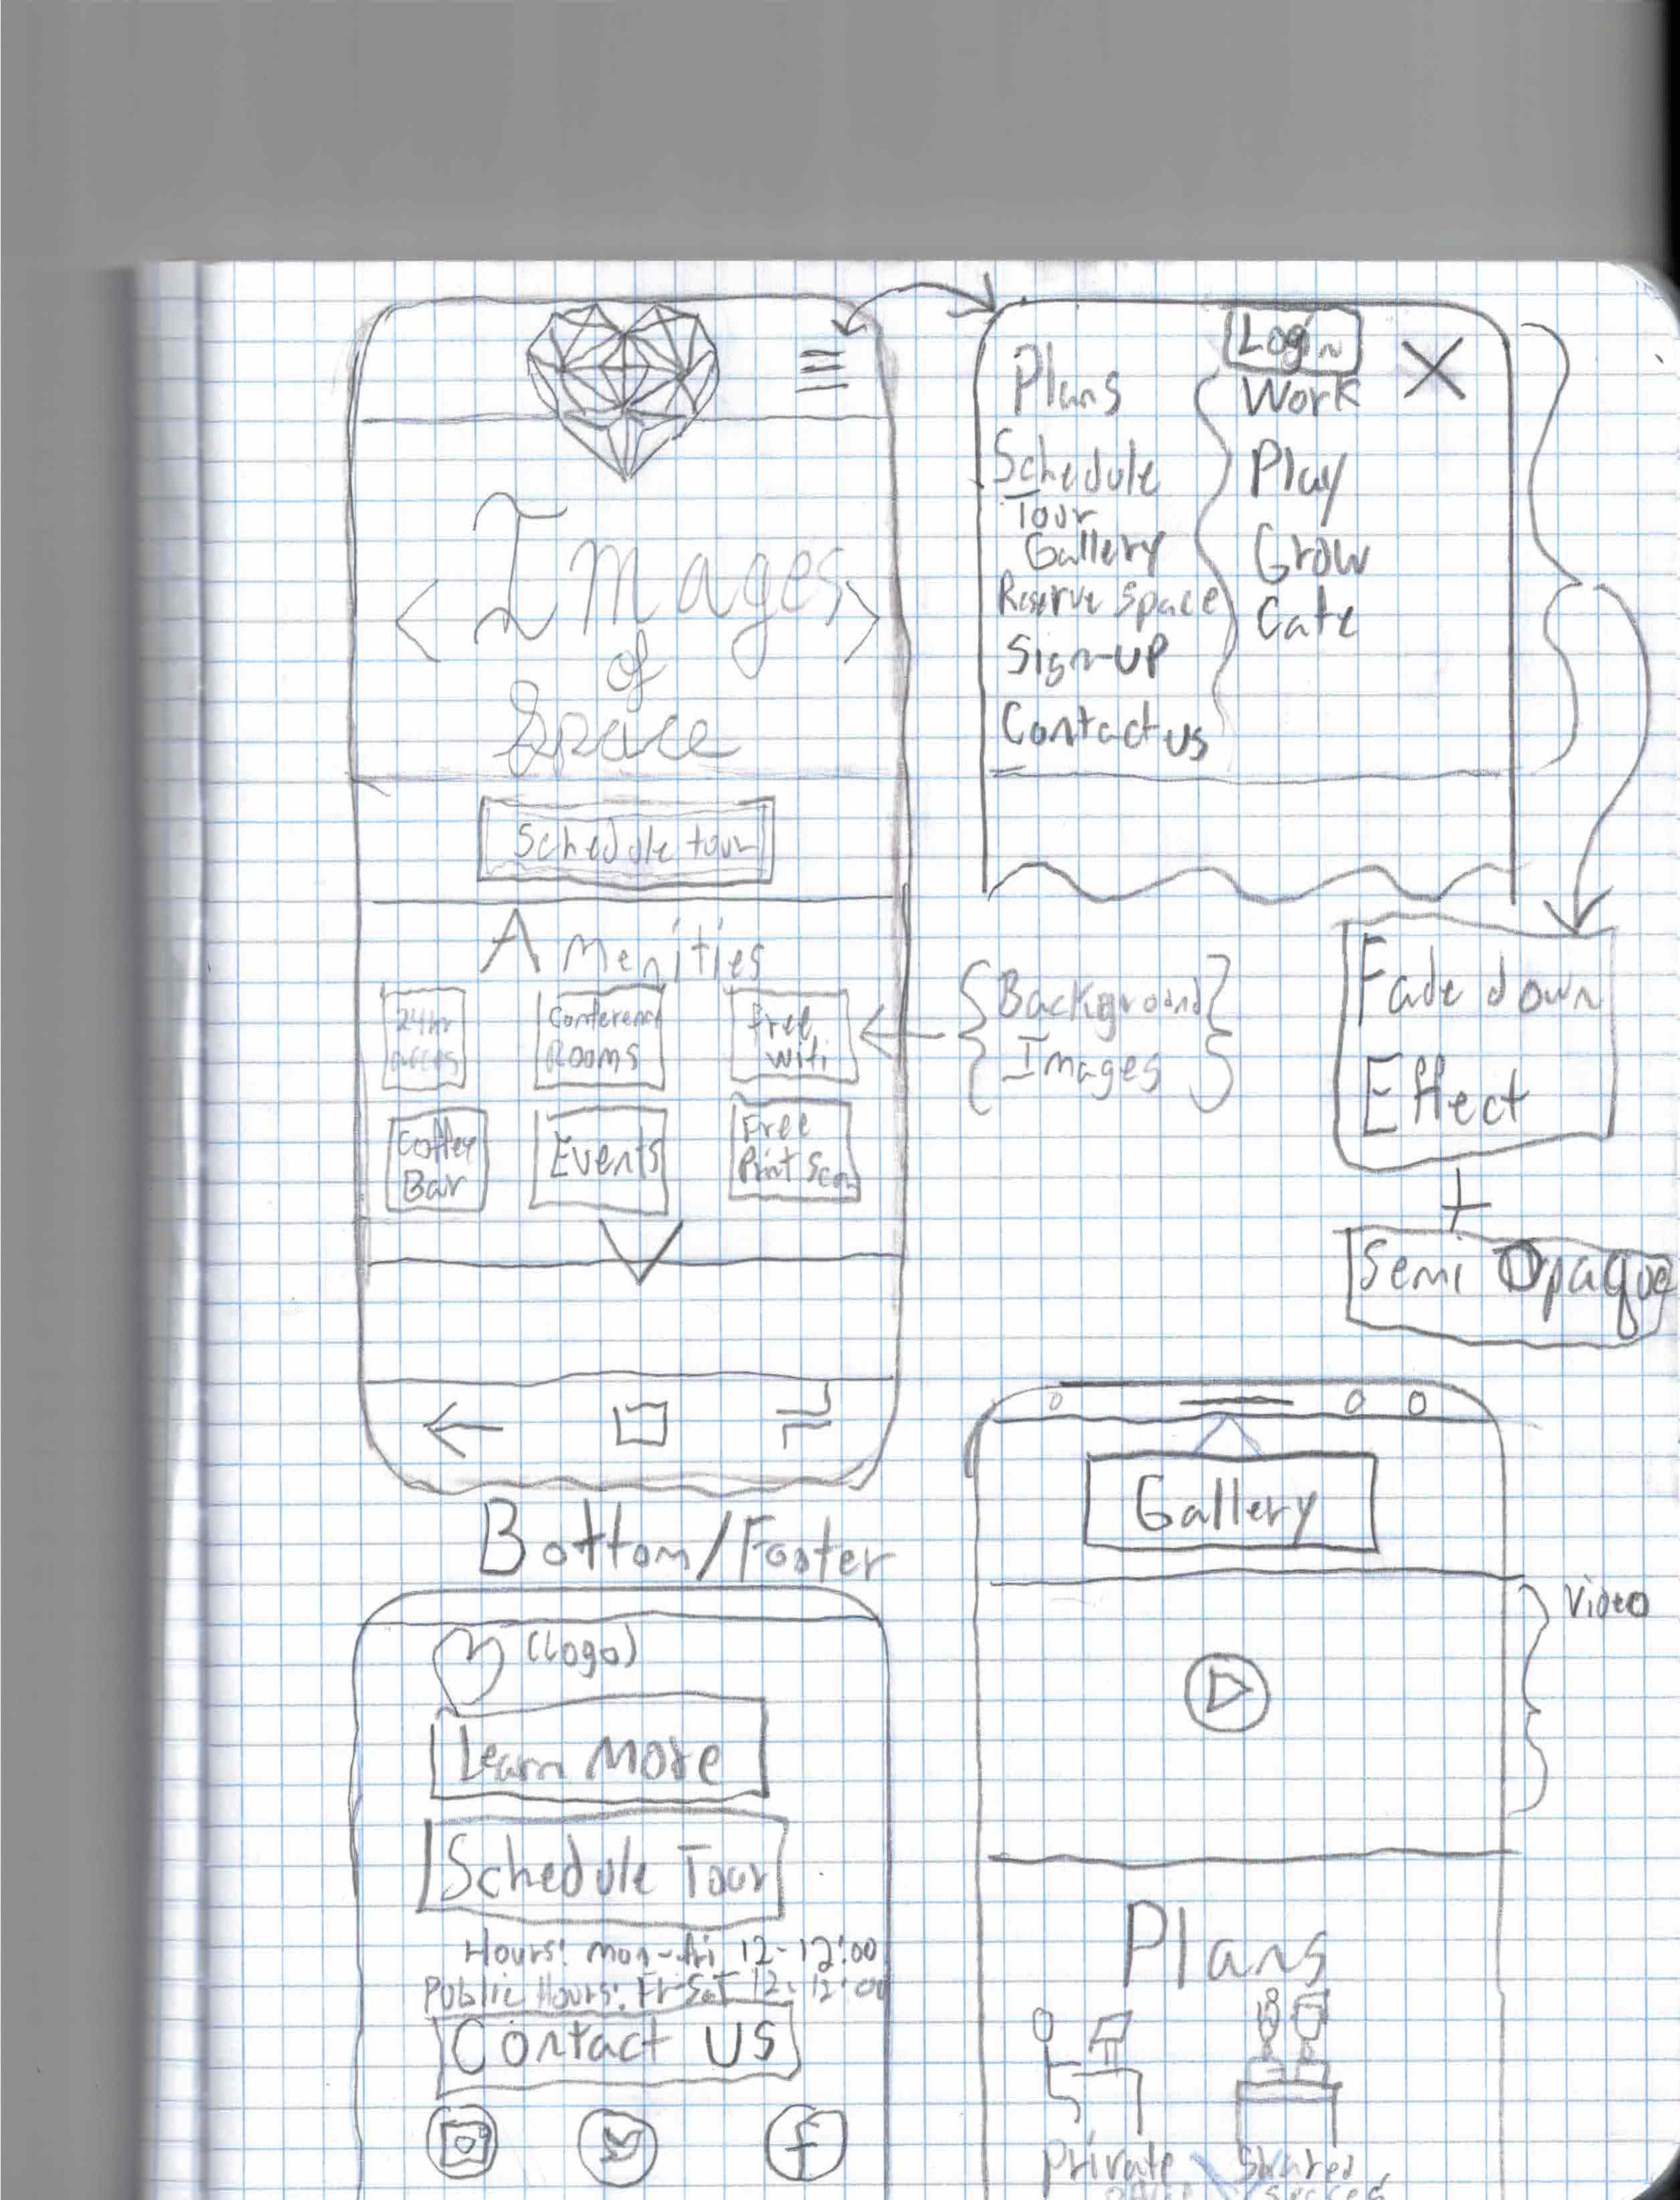 Images
of
Space
Schedule tour
Amenities
24hr
acces
Conference
Rooms
Free
Wifi
Coffee
Bar
Events
Free
Print Scan
Login
Plans
Schedule
Tour
Gallery
Reserve Space
Sign-up
Contact us
Work
Play
Grow
Cafe
Background
Images
Fade down
Effect
+
Semi Opaque
Bottom/Footer
(Logo)
Learn More
Schedule Tour
Hours: Mon-Fri 12-12:00
Public Hours: Fr-Sat 12-12:00
Contact US
Gallery
Video
Plans
Private
Shared